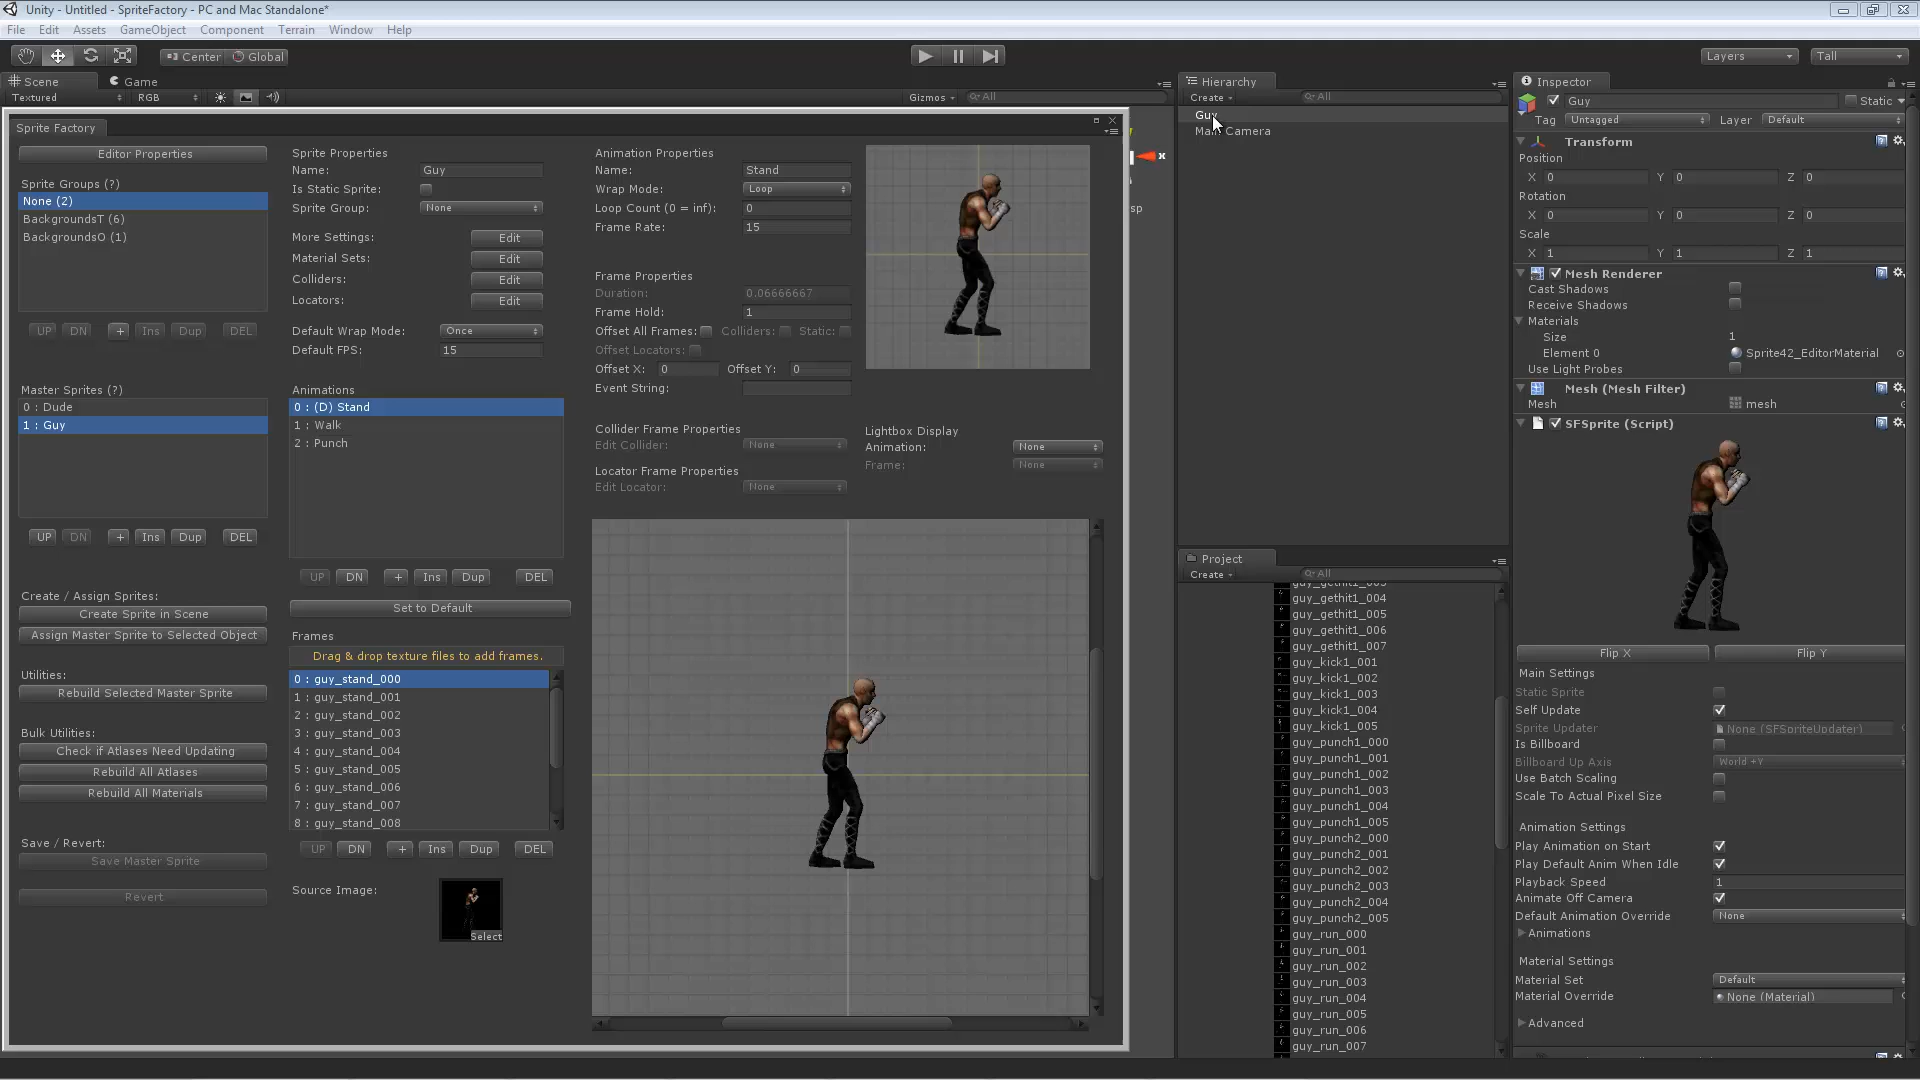 Unity - Untitled - SpriteFactory - PC and Mac Standalone*
File Edit Assets GameObject Component Terrain Window Help
Center Global
Layers Tall
Scene Game
Textured RGB Gizmos All
Sprite Factory
Editor Properties
Sprite Groups (?)
None (2)
BackgroundsT (6)
BackgroundsO (1)
UP DN + Ins Dup DEL
Master Sprites (?)
0 : Dude
1 : Guy
UP DN + Ins Dup DEL
Create / Assign Sprites:
Create Sprite in Scene
Assign Master Sprite to Selected Object
Utilities:
Rebuild Selected Master Sprite
Bulk Utilities:
Check if Atlases Need Updating
Rebuild All Atlases
Rebuild All Materials
Save / Revert:
Save Master Sprite
Revert
Sprite Properties
Name: Guy
Is Static Sprite:
Sprite Group: None
More Settings: Edit
Material Sets: Edit
Colliders: Edit
Locators: Edit
Default Wrap Mode: Once
Default FPS: 15
Animations
0 : (D) Stand
1 : Walk
2 : Punch
UP DN + Ins Dup DEL
Set to Default
Frames
Drag & drop texture files to add frames.
0 : guy_stand_000
1 : guy_stand_001
2 : guy_stand_002
3 : guy_stand_003
4 : guy_stand_004
5 : guy_stand_005
6 : guy_stand_006
7 : guy_stand_007
8 : guy_stand_008
UP DN + Ins Dup DEL
Source Image:
Select
Animation Properties
Name: Stand
Wrap Mode: Loop
Loop Count (0 = inf): 0
Frame Rate: 15
Frame Properties
Duration: 0.06666667
Frame Hold: 1
Offset All Frames: Colliders: Static:
Offset Locators:
Offset X: 0 Offset Y: 0
Event String:
Collider Frame Properties
Edit Collider: None
Locator Frame Properties
Edit Locator: None
Lightbox Display
Animation: None
Frame: None
x
sp
Hierarchy
Create All
Guy
Main Camera
Project
Create All
guy_gethit1_003
guy_gethit1_004
guy_gethit1_005
guy_gethit1_006
guy_gethit1_007
guy_kick1_001
guy_kick1_002
guy_kick1_003
guy_kick1_004
guy_kick1_005
guy_punch1_000
guy_punch1_001
guy_punch1_002
guy_punch1_003
guy_punch1_004
guy_punch1_005
guy_punch2_000
guy_punch2_001
guy_punch2_002
guy_punch2_003
guy_punch2_004
guy_punch2_005
guy_run_000
guy_run_001
guy_run_002
guy_run_003
guy_run_004
guy_run_005
guy_run_006
guy_run_007
Inspector
Guy Static
Tag Untagged Layer Default
Transform
Position
X 0 Y 0 Z 0
Rotation
X 0 Y 0 Z 0
Scale
X 1 Y 1 Z 1
Mesh Renderer
Cast Shadows
Receive Shadows
Materials
Size 1
Element 0 Sprite42_EditorMaterial
Use Light Probes
Mesh (Mesh Filter)
Mesh mesh
SFSprite (Script)
Flip X Flip Y
Main Settings
Static Sprite
Self Update
Sprite Updater None (SFSpriteUpdater)
Is Billboard
Billboard Up Axis World +Y
Use Batch Scaling
Scale To Actual Pixel Size
Animation Settings
Play Animation on Start
Play Default Anim When Idle
Playback Speed 1
Animate Off Camera
Default Animation Override None
Animations
Material Settings
Material Set Default
Material Override None (Material)
Advanced